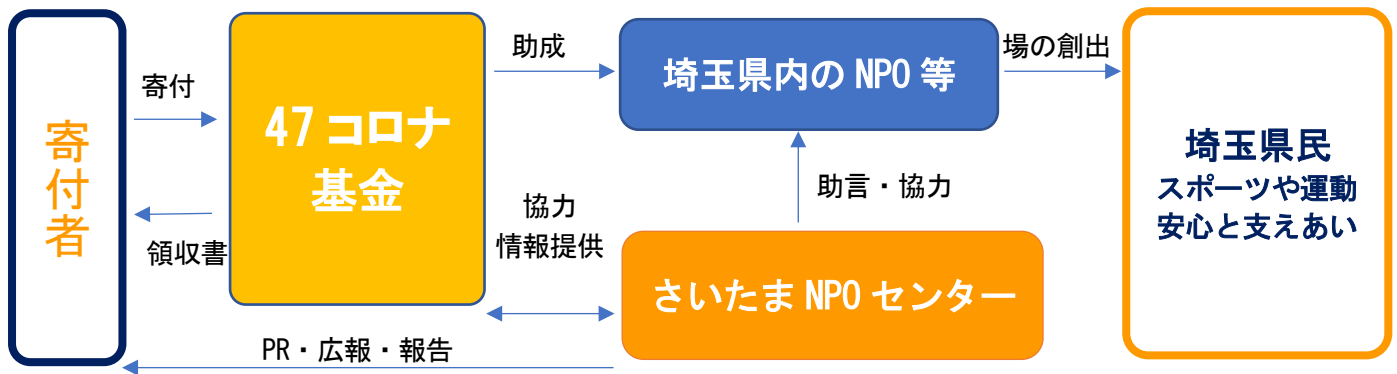 寄付者
寄付
領収書
47コロナ
基金
助成
協力
情報提供
PR・広報・報告
埼玉県内のNPO等
助言・協力
さいたまNPOセンター
場の創出
埼玉県民
スポーツや運動
安心と支えあい